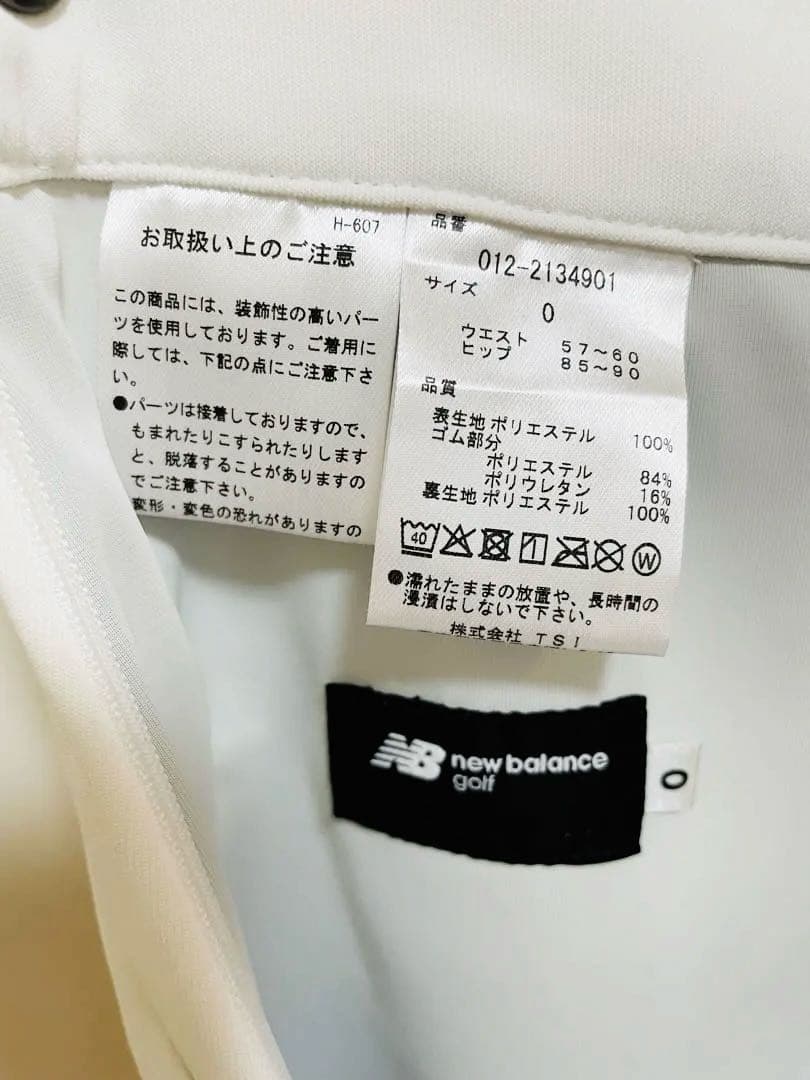 H-607
お取扱い上のご注意
この商品には、装飾性の高いパー
ツを使用しております。ご着用に
際しては、下記の点にご注意下さ
い。
●パーツは接着しておりますので、
もまれたりこすられたりします
と、脱落することがありますの
でご注意下さい。
変形・変色の恐れがありますの
品番
012-2134901
サイズ
0
ウエスト 57～60
ヒップ 85～90
品質
表生地 ポリエステル 100%
ゴム部分
ポリエステル 84%
ポリウレタン 16%
裏生地 ポリエステル 100%
40
W
●濡れたままの放置や、長時間の
浸漬はしないで下さい。
株式会社 TSI
NB new balance
golf
0